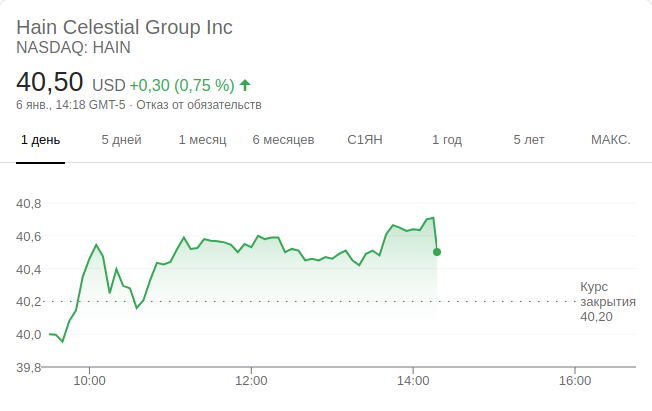 Hain Celestial Group Inc
NASDAQ: HAIN
40,50 USD +0,30 (0,75 %)
6 янв., 14:18 GMT-5 · Отказ от обязательств
1 день 5 дней 1 месяц 6 месяцев С1ЯН 1 год 5 лет МАКС.
40,8
40,6
40,4
40,2
40,0
39,8
Курс
закрытия
40,20
10:00 12:00 14:00 16:00